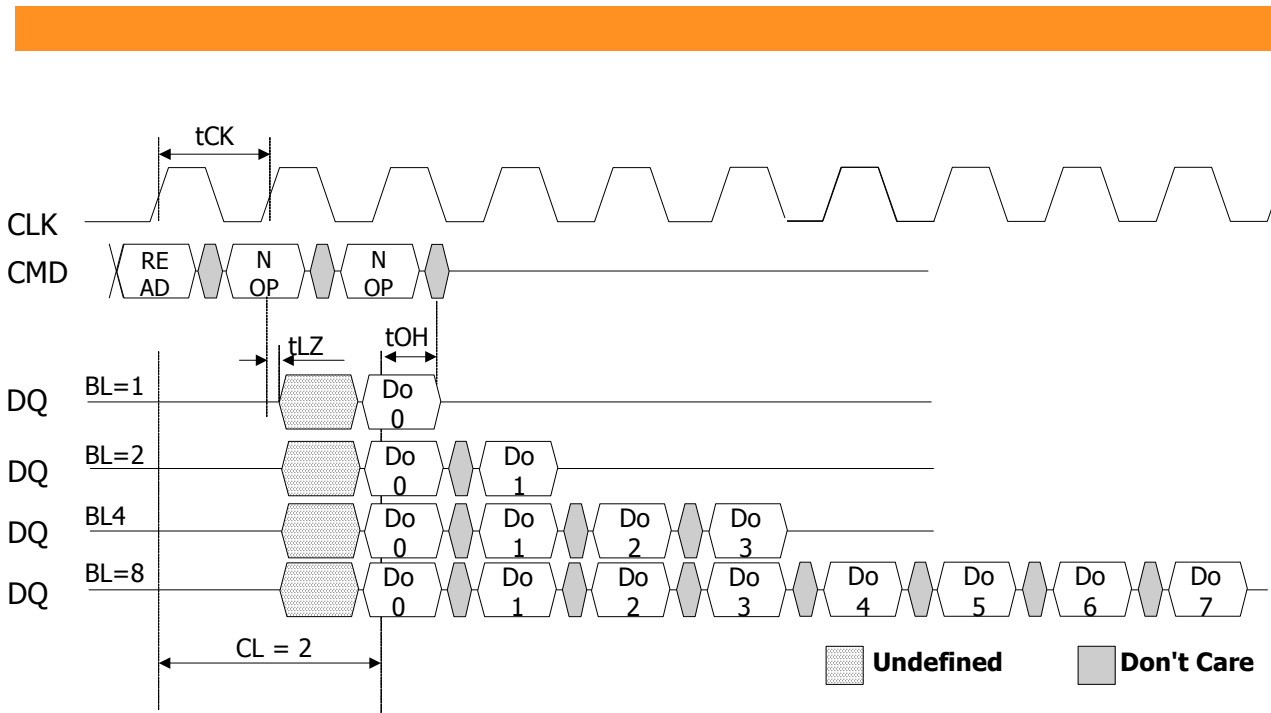 tCK
CLK
CMD
RE
AD
N
OP
N
OP
tLZ
tOH
DQ
BL=1
Do
0
DQ
BL=2
Do
0
Do
1
DQ
BL4
Do
0
Do
1
Do
2
Do
3
DQ
BL=8
Do
0
Do
1
Do
2
Do
3
Do
4
Do
5
Do
6
Do
7
CL = 2
Undefined
Don't Care